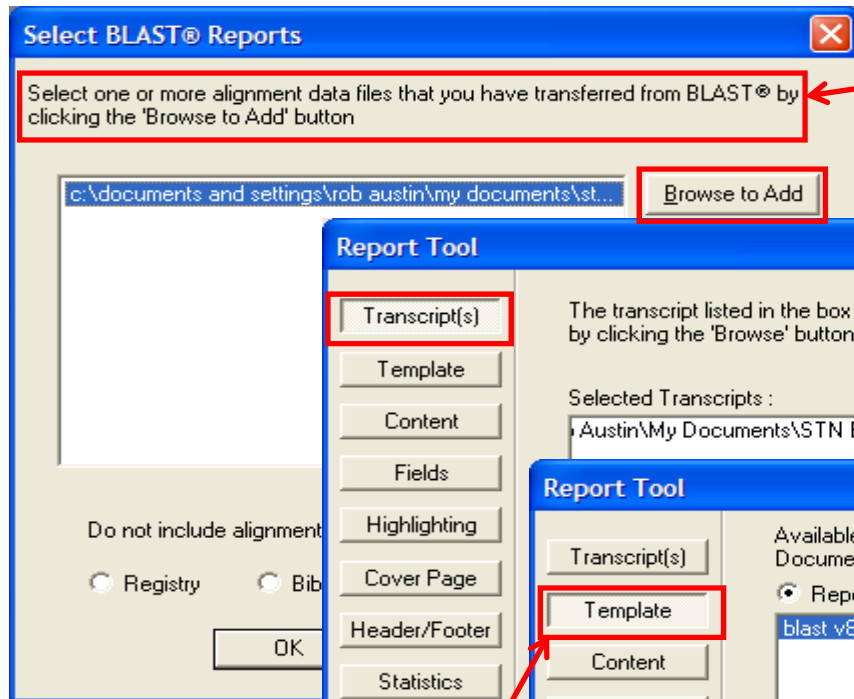 Select BLAST® Reports
Select one or more alignment data files that you have transferred from BLAST® by
clicking the 'Browse to Add' button
c:\documents and settings\rob austin\my documents\st...
Browse to Add
Do not include alignment
Registry
Bib
OK
Report Tool
Transcript(s)
Template
Content
Fields
Highlighting
Cover Page
Header/Footer
Statistics
The transcript listed in the box
by clicking the 'Browse' button
Selected Transcripts :
Austin\My Documents\STN
Report Tool
Transcript(s)
Template
Content
Available
Docume
Repo
blast v8